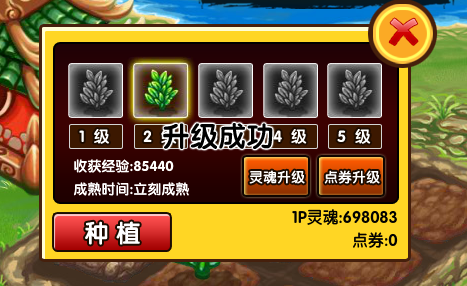 1 级
2
升级成功
4 级
5 级
收获经验:85440
成熟时间:立刻成熟
灵魂升级
点券升级
种植
1P灵魂:698083
点券:0